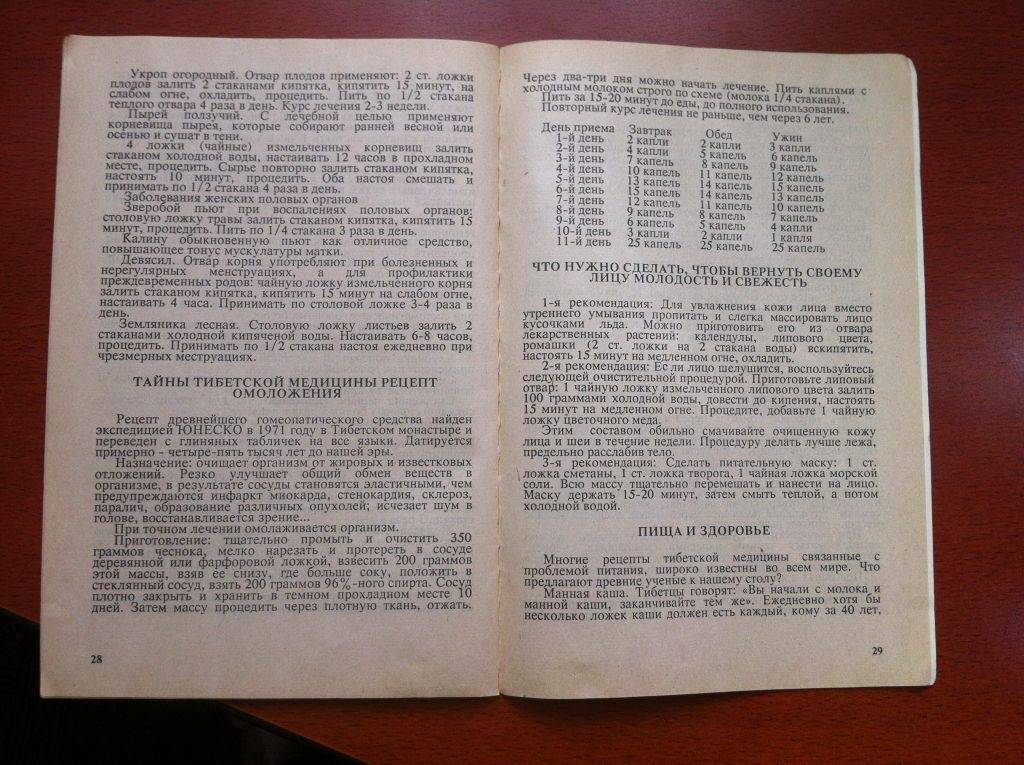 Укроп огородный. Отвар плодов применяют: 2 ст. ложки
плодов залить 2 стаканами кипятка, кипятить 15 минут, на
слабом огне, охладить, процедить. Пить по 1/2 стакана
теплого отвара 4 раза в день. Курс лечения 2-3 недели.
Пырей ползучий. С лечебной целью применяют
корневища пырея, которые собирают ранней весной или
осенью и сушат в тени.
4 ложки (чайные) измельченных корневищ залить
стаканом холодной воды, настаивать 12 часов в прохладном
месте, процедить. Сырье повторно залить стаканом кипятка,
настоять 10 минут, процедить. Оба настоя смешать и
принимать по 1/2 стакана 4 раза в день.
Заболевания женских половых органов
Зверобой пьют при воспалениях половых органов:
столовую ложку травы залить стаканом кипятка, кипятить 15
минут, процедить. Пить по 1/4 стакана 3 раза в день.
Калину обыкновенную пьют как отличное средство,
повышающее тонус мускулатуры матки.
Девясил. Отвар корня употребляют при болезненных и
нерегулярных менструациях, а для профилактики
преждевременных родов: чайную ложку измельченного корня
залить стаканом кипятка, кипятить 15 минут на слабом огне,
настаивать 4 часа. Принимать по столовой ложке 3-4 раза в
день.
Земляника лесная. Столовую ложку листьев залить 2
стаканами холодной кипяченой воды. Настаивать 6-8 часов,
процедить. Принимать по 1/2 стакана настоя ежедневно при
чрезмерных меструациях.
ТАЙНЫ ТИБЕТСКОЙ МЕДИЦИНЫ РЕЦЕПТ
ОМОЛОЖЕНИЯ
Рецепт древнейшего гомеопатического средства найден
экспедицией ЮНЕСКО в 1971 году в Тибетском монастыре и
переведен с глиняных табличек на все языки. Датируется
примерно - четыре-пять тысяч лет до нашей эры.
Назначение: очищает организм от жировых и известковых
отложений. Резко улучшает общий обмен веществ в
организме, в результате сосуды становятся эластичными, чем
предупреждаются инфаркт миокарда, стенокардия, склероз,
паралич, образование различных опухолей; исчезает шум в
голове, восстанавливается зрение...
При точном лечении омолаживается организм.
Приготовление: тщательно промыть и очистить 350
граммов чеснока, мелко нарезать и протереть в сосуде
деревянной или фарфоровой ложкой, взвесить 200 граммов
этой массы, взяв ее снизу, где больше соку, положить в
стеклянный сосуд, взять 200 граммов 96%-ного спирта. Сосуд
плотно закрыть и хранить в темном прохладном месте 10
дней. Затем массу процедить через плотную ткань, отжать.
28
Через два-три дня можно начать лечение. Пить каплями с
холодным молоком строго по схеме (молока 1/4 стакана).
Пить за 15-20 минут до еды, до полного использования.
Повторный курс лечения не раньше, чем через 6 лет.
День приема Завтрак Обед Ужин
1-й день 2 капли 2 капли 3 капли
2-й день 4 капли 5 капель 6 капель
3-й день 7 капель 8 капель 9 капель
4-й день 10 капель 11 капель 12 капель
5-й день 13 капель 14 капель 15 капель
6-й день 15 капель 14 капель 13 капель
7-й день 12 капель 11 капель 10 капель
8-й день 9 капель 8 капель 7 капель
9-й день 6 капель 5 капель 4 капли
10-й день 3 капли 2 капли 1 капля
11-й день 25 капель 25 капель 25 капель
ЧТО НУЖНО СДЕЛАТЬ, ЧТОБЫ ВЕРНУТЬ СВОЕМУ
ЛИЦУ МОЛОДОСТЬ И СВЕЖЕСТЬ
1-я рекомендация: Для увлажнения кожи лица вместо
утреннего умывания пропитать и слегка массировать лицо
кусочками льда. Можно приготовить его из отвара
лекарственных растений: календулы, липового цвета,
ромашки (2 ст. ложки на 2 стакана воды) вскипятить,
настоять 15 минут на медленном огне, охладить.
2-я рекомендация: Ес ли лицо шелушится, воспользуйтесь
следующей очистительной процедурой. Приготовьте липовый
отвар: 1 чайную ложку измельченного липового цвета залить
100 граммами холодной воды, довести до кипения, настоять
15 минут на медленном огне. Процедите, добавьте 1 чайную
ложку цветочного меда.
Этим составом обильно смачивайте очищенную кожу
лица и шеи в течение недели. Процедуру делать лучше лежа,
предельно расслабив тело.
3-я рекомендация: Сделать питательную маску: 1 ст.
ложка сметаны, 1 ст. ложка творога, 1 чайная ложка морской
соли. Всю массу тщательно перемешать и нанести на лицо.
Маску держать 15-20 минут, затем смыть теплой, а потом
холодной водой.
ПИЩА И ЗДОРОВЬЕ
Многие рецепты тибетской медицины связанные с
проблемой питания, широко известны во всем мире. Что
предлагают древние ученые к нашему столу?
Манная каша. Тибетцы говорят: «Вы начали с молока и
манной каши, заканчивайте тем же». Ежедневно хотя бы
несколько ложек каши должен есть каждый, кому за 40 лет,
29